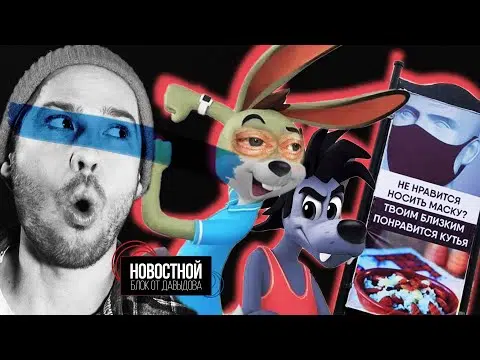 НОВОСТНОЙ
БЛОК ОТ ДАВЫДОВА
НЕ НРАВИТСЯ
НОСИТЬ МАСКУ?
ТВОИМ БЛИЗКИМ
ПОНРАВИТСЯ КУТЬЯ